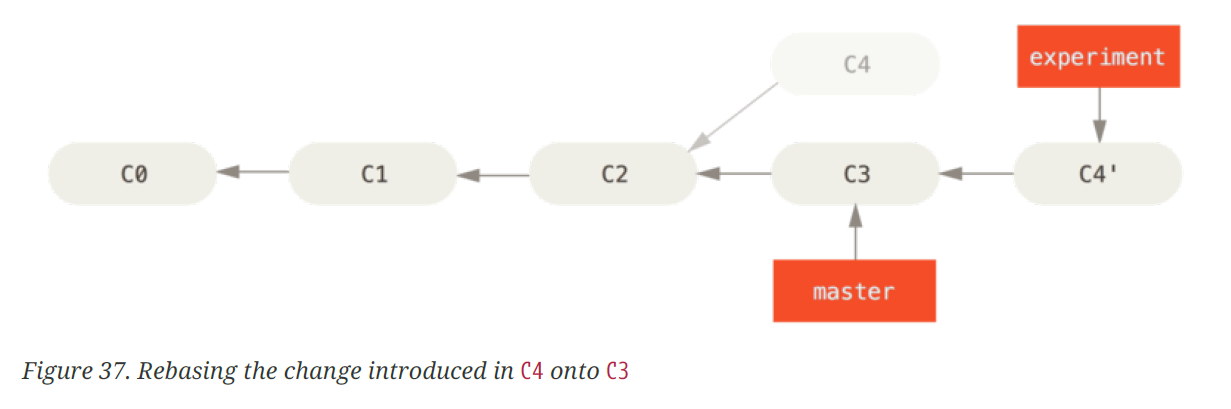 C4
experiment
C0
C1
C2
C3
C4'
master
Figure 37. Rebasing the change introduced in C4 onto C3